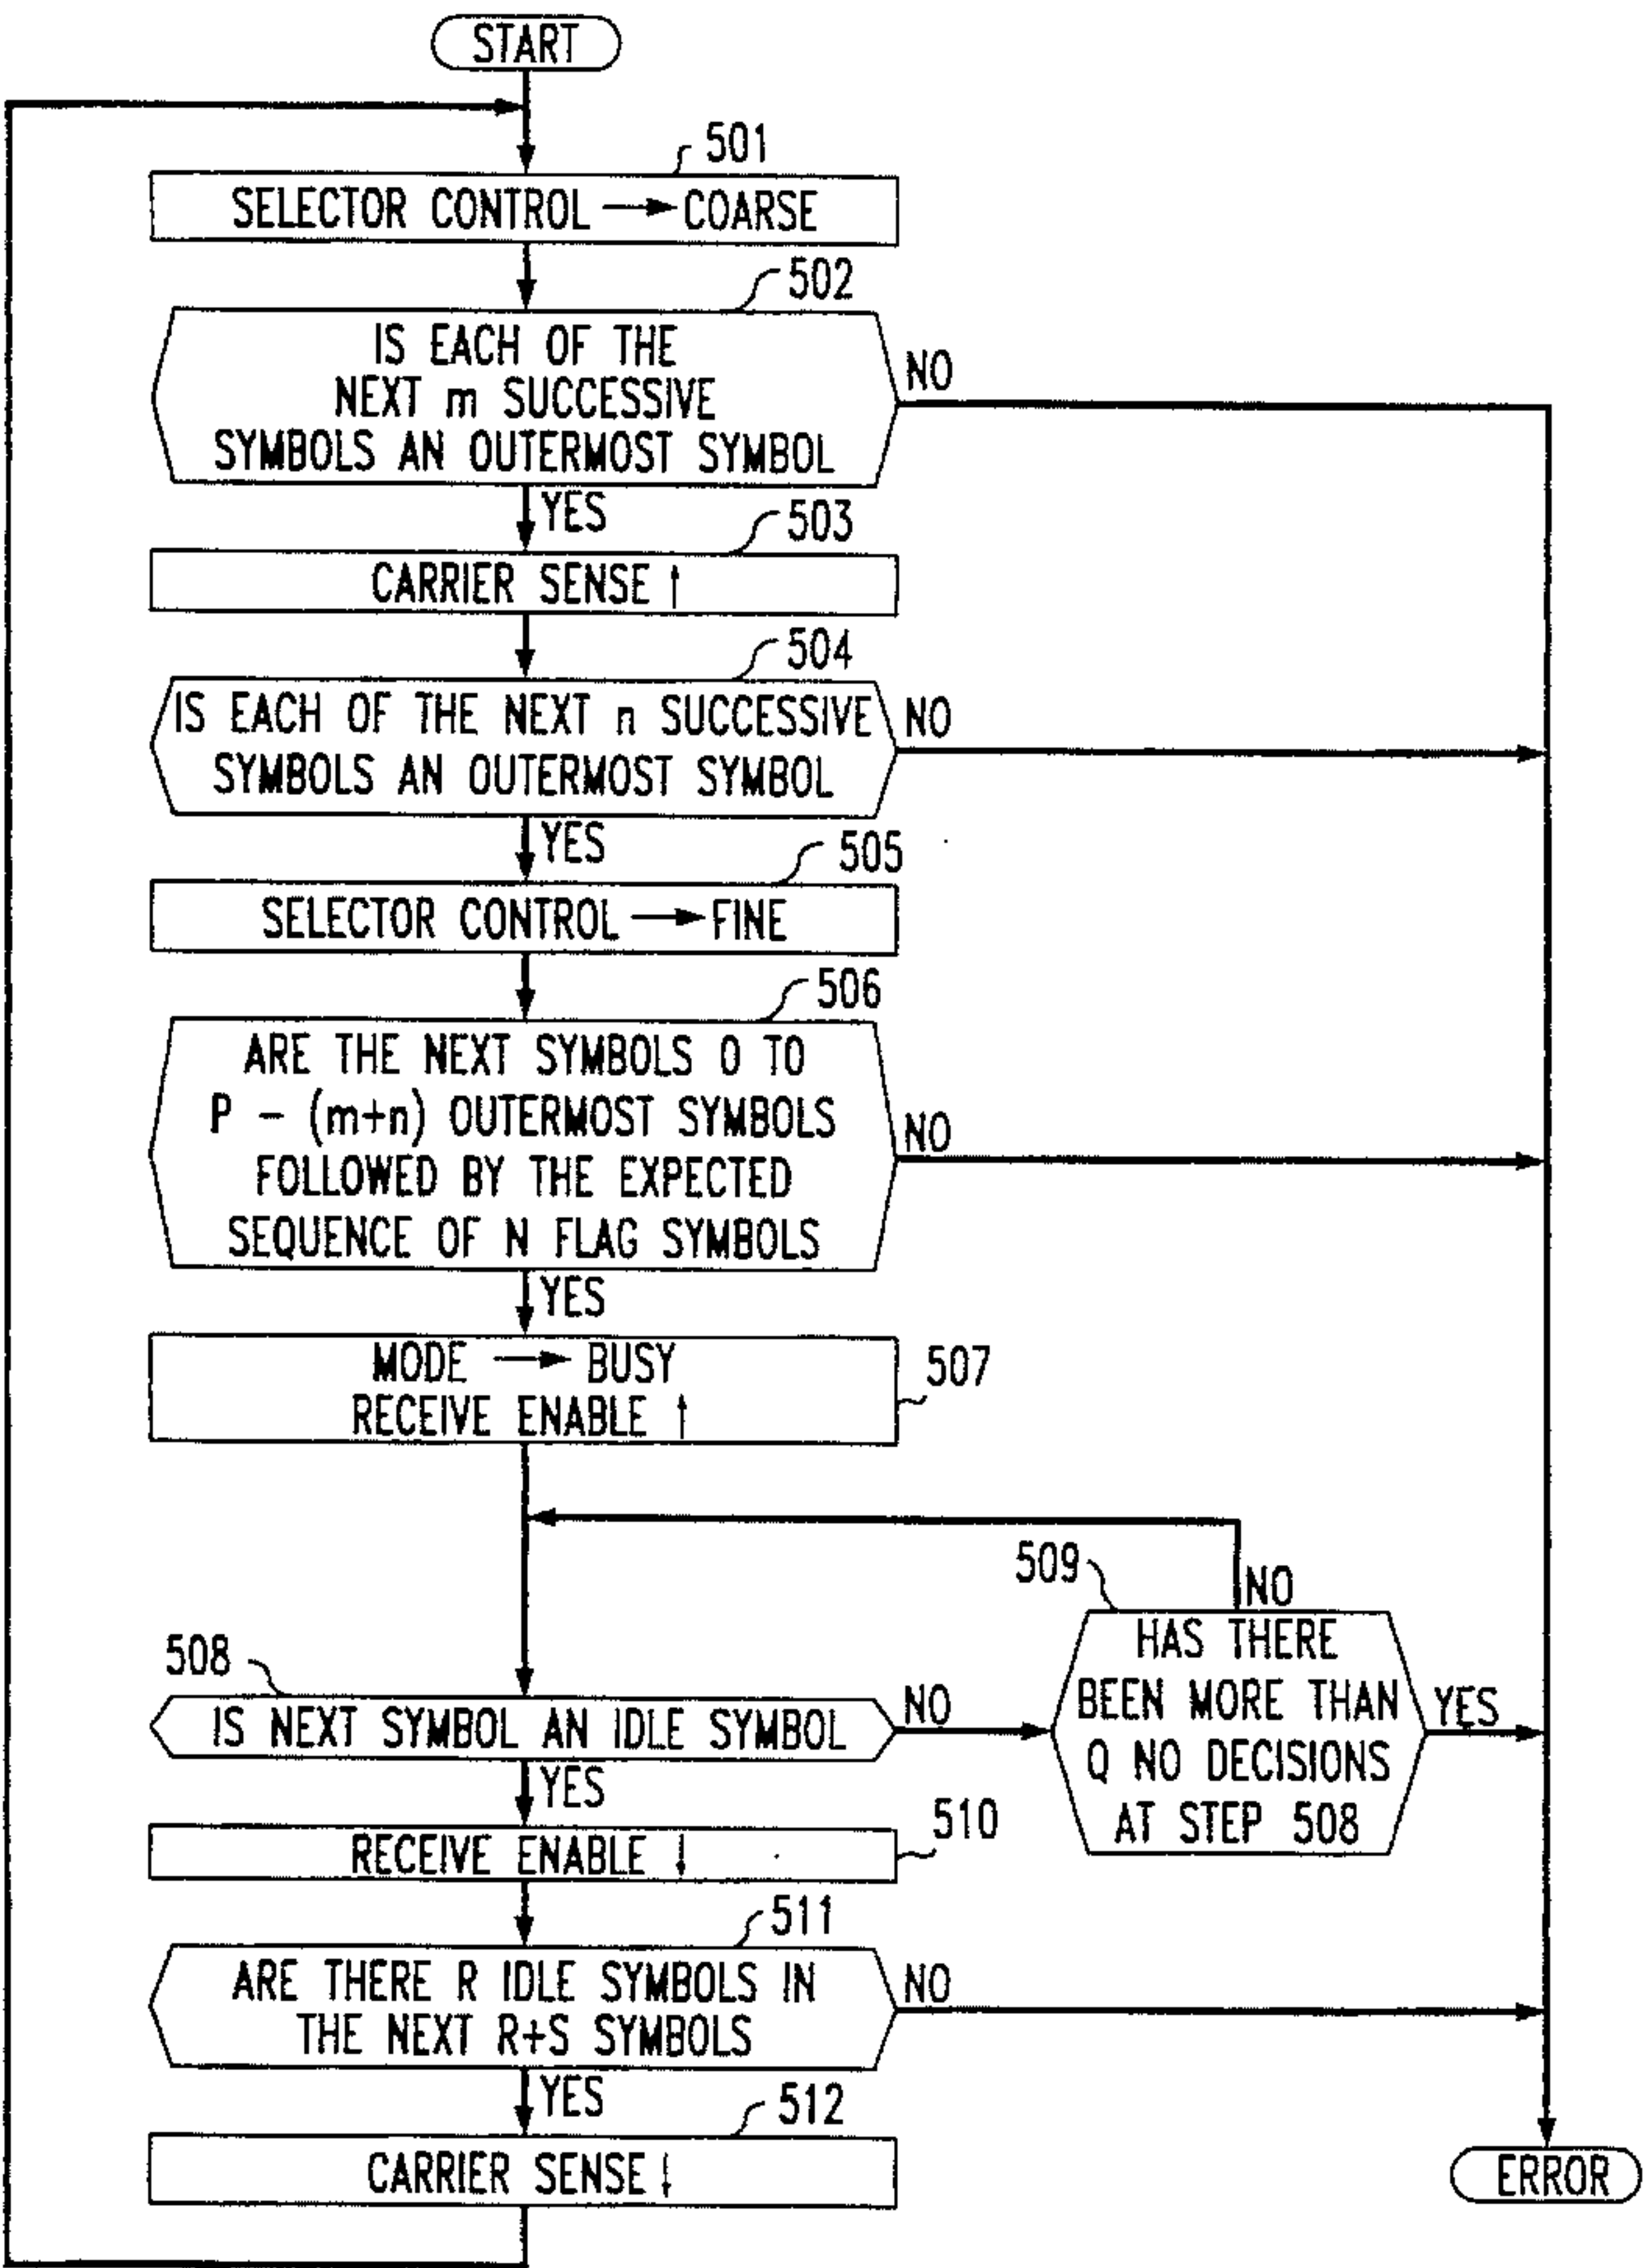 START
501
SELECTOR CONTROL → COARSE
502
IS EACH OF THE
NEXT m SUCCESSIVE
SYMBOLS AN OUTERMOST SYMBOL
NO
YES
503
CARRIER SENSE ↑
504
IS EACH OF THE NEXT n SUCCESSIVE
SYMBOLS AN OUTERMOST SYMBOL
NO
YES
505
SELECTOR CONTROL → FINE
506
ARE THE NEXT SYMBOLS 0 TO
P - (m+n) OUTERMOST SYMBOLS
FOLLOWED BY THE EXPECTED
SEQUENCE OF N FLAG SYMBOLS
NO
YES
MODE → BUSY
RECEIVE ENABLE ↑
507
508
IS NEXT SYMBOL AN IDLE SYMBOL
NO
509
NO
HAS THERE
BEEN MORE THAN
Q NO DECISIONS
AT STEP 508
YES
YES
RECEIVE ENABLE ↓
510
511
ARE THERE R IDLE SYMBOLS IN
THE NEXT R+S SYMBOLS
NO
YES
512
CARRIER SENSE ↓
ERROR